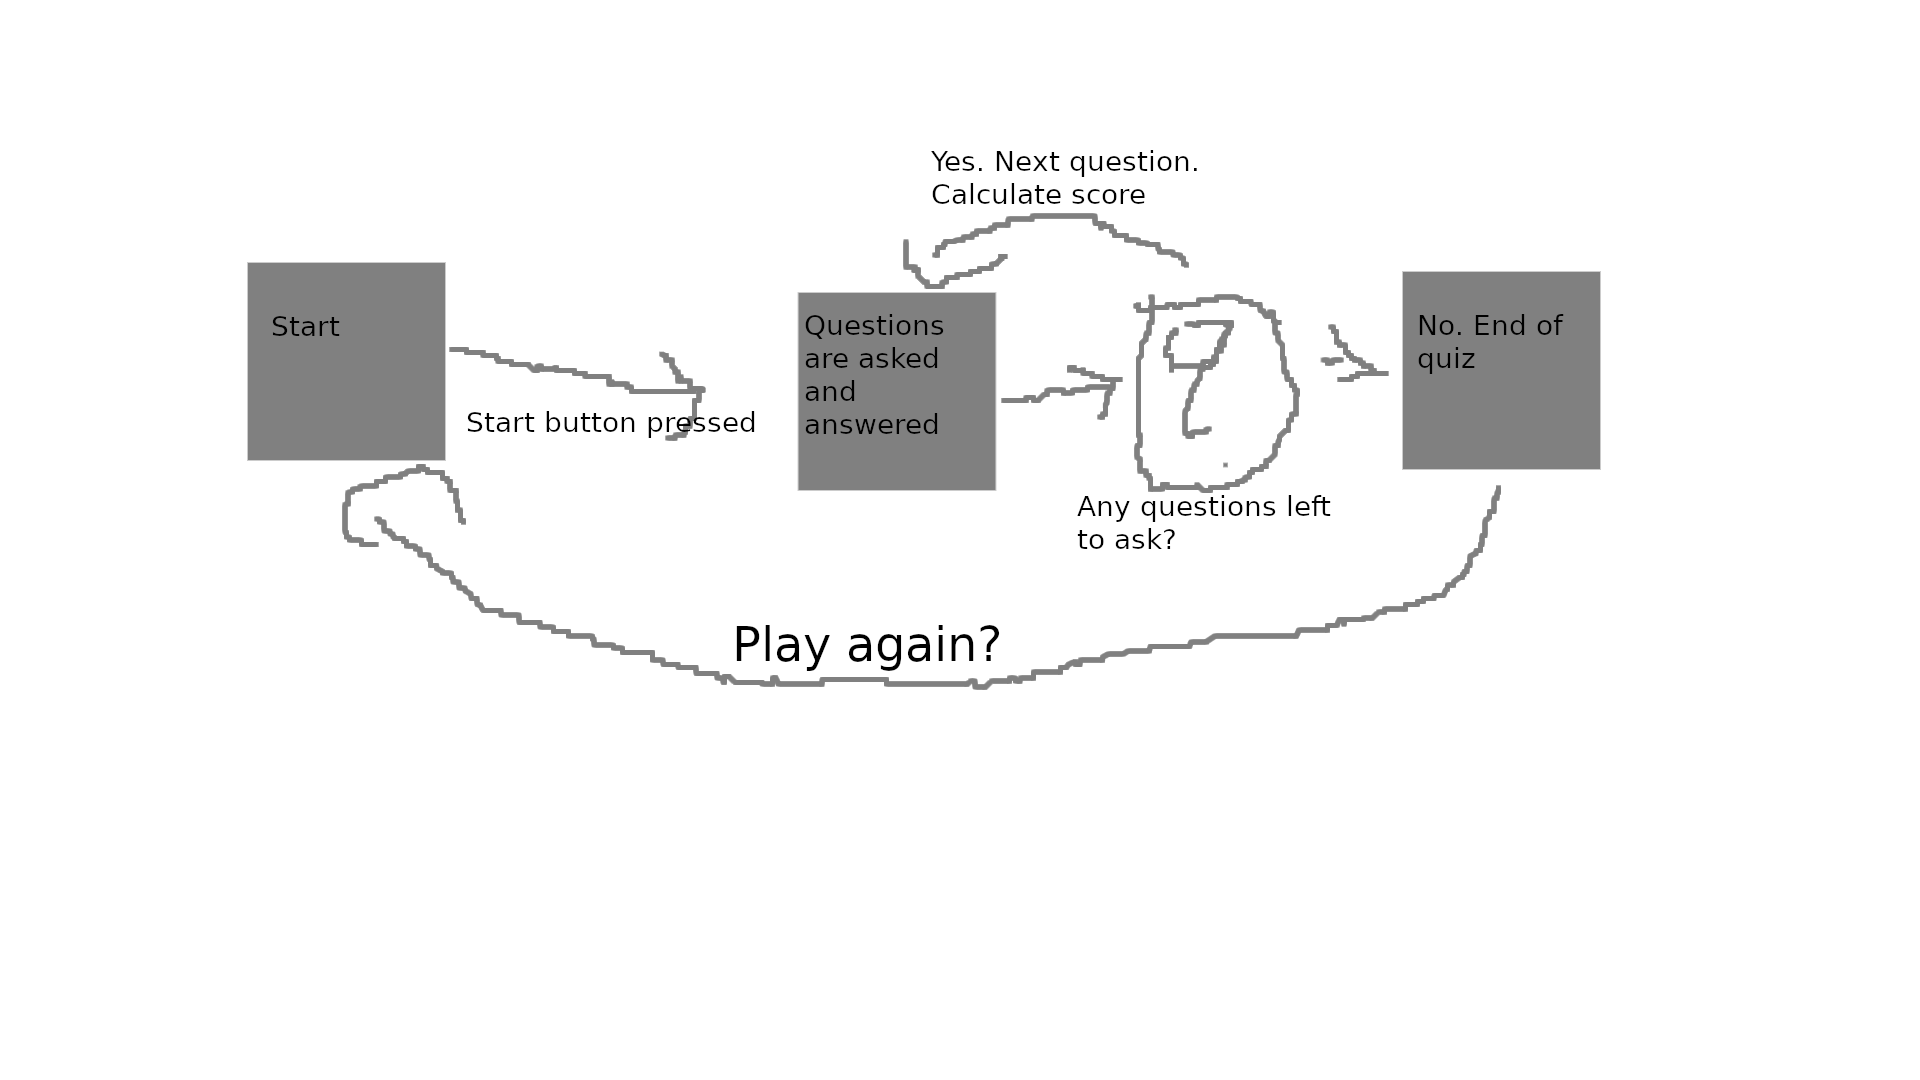 Yes. Next question.
Calculate score
Start
Start button pressed
Questions
are asked
and
answered
?
No. End of
quiz
Any questions left
to ask?
Play again?